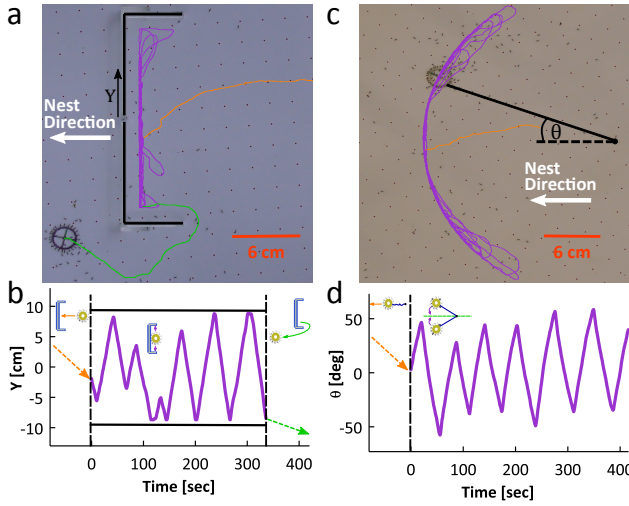 a
Nest
Direction
Y
6 cm
c
θ
Nest
Direction
6 cm
b
10
5
0
-5
-10
Y [cm]
0
100
200
300
400
Time [sec]
d
50
0
-50
θ [deg]
0
100
200
300
400
Time [sec]